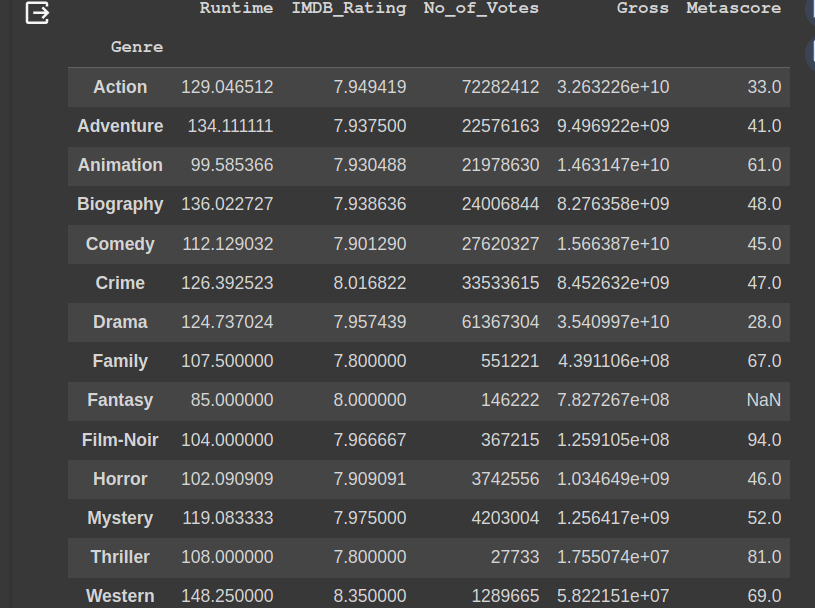 Runtime IMDB_Rating No_of_Votes Gross Metascore
Genre
Action 129.046512 7.949419 72282412 3.263226e+10 33.0
Adventure 134.111111 7.937500 22576163 9.496922e+09 41.0
Animation 99.585366 7.930488 21978630 1.463147e+10 61.0
Biography 136.022727 7.938636 24006844 8.276358e+09 48.0
Comedy 112.129032 7.901290 27620327 1.566387e+10 45.0
Crime 126.392523 8.016822 33533615 8.452632e+09 47.0
Drama 124.737024 7.957439 61367304 3.540997e+10 28.0
Family 107.500000 7.800000 551221 4.391106e+08 67.0
Fantasy 85.000000 8.000000 146222 7.827267e+08 NaN
Film-Noir 104.000000 7.966667 367215 1.259105e+08 94.0
Horror 102.090909 7.909091 3742556 1.034649e+09 46.0
Mystery 119.083333 7.975000 4203004 1.256417e+09 52.0
Thriller 108.000000 7.800000 27733 1.755074e+07 81.0
Western 148.250000 8.350000 1289665 5.822151e+07 69.0